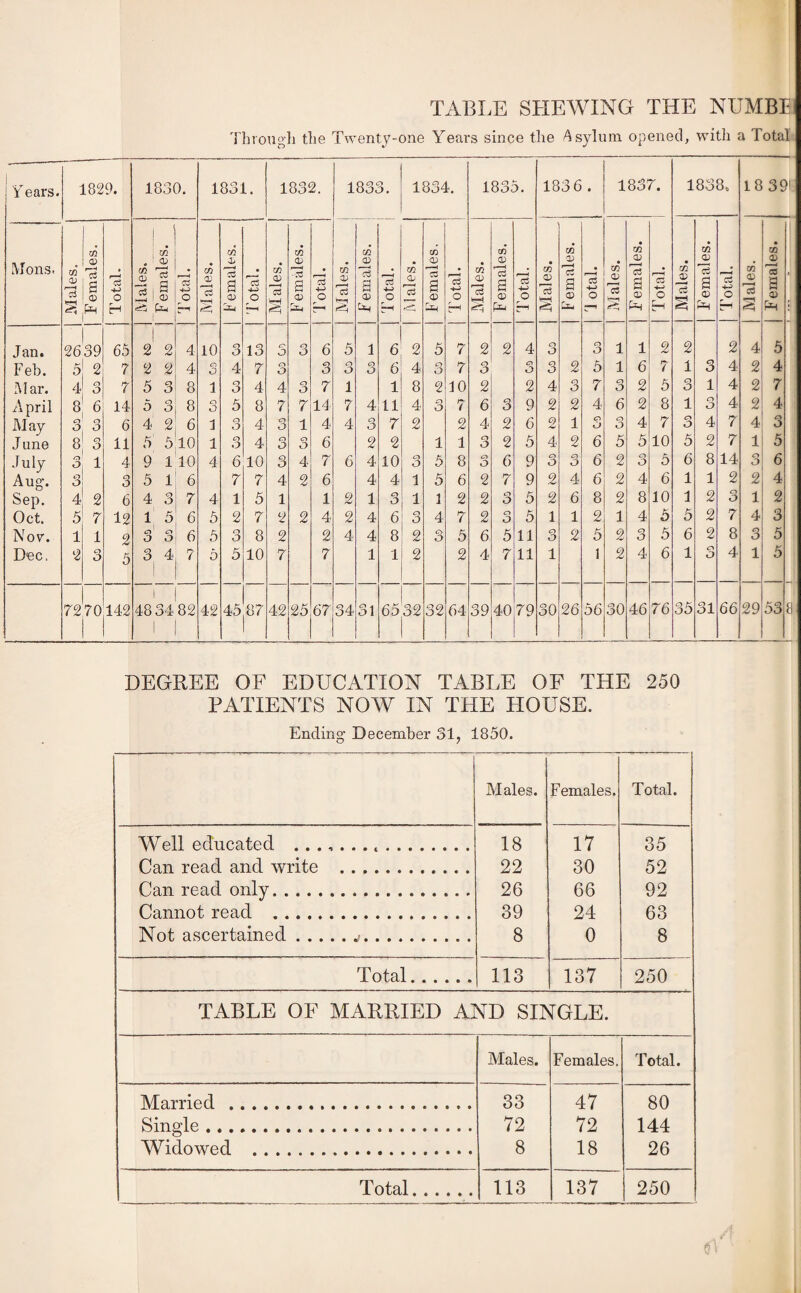 TABLE SHEWING THE NUMBE
Through the Twenty-one Years since the Asylum opened, with a Total
Years. 1829. 1830. 1831. 1832. 1833. 1834. 1835. 1836. 1837. 1838. 1839
Mons. Males. Females. Total. Males. Females. Total. Males. Females. Total. Males. Females. Total. Males. Females. Total. Males. Females. Total. Males. Females. Total. Males. Females. Total. Males. Females. Total. Males. Females. Total. Males. Females.
Jan. 26 39 65 2 2 4 10 3 13 3 3 6 5 1 6 2 5 7 2 2 4 3 3 1 1 2 2 2 4 5
Feb. 5 2 7 2 2 4 3 4 7 3 3 3 3 6 4 3 7 3 3 3 2 5 1 6 7 1 3 4 2 4
Mar. 4 3 7 5 3 8 1 3 4 4 3 7 1 1 8 2 10 2 2 4 3 7 3 2 5 3 1 4 2 7
April 8 6 14 5 3 8 3 5 8 7 7 14 7 4 11 4 3 7 6 3 9 2 2 4 6 2 8 1 3 4 2 4
May 3 3 6 4 2 6 1 3 4 3 1 4 4 3 7 2 2 4 2 6 2 1 3 3 4 7 3 4 7 4 3
June 8 3 11 5 5 10 1 3 4 3 3 6 2 2 1 1 3 2 5 4 2 6 5 5 10 5 2 7 1 5
July 3 1 4 9 1 10 4 6 10 3 4 7 6 4 10 3 5 8 3 6 9 3 3 6 2 3 5 6 8 14 3 6
Aug. 3 3 5 1 6 7 7 4 2 6 4 4 1 5 6 2 7 9 2 4 6 2 4 6 1 1 2 2 4
Sep. 4 2 6 4 3 7 4 1 5 1 1 2 1 3 1 1 2 2 3 5 2 6 8 2 8 10 1 2 3 1 2
Oct. 5 7 12 1 5 6 5 2 7 2 2 4 2 4 6 3 4 7 2 3 5 1 1 2 1 4 5 5 2 7 4 3
Nov. 1 1 2 3 3 6 5 3 8 2 2 4 4 8 2 3 5 6 5 11 3 2 5 2 3 5 6 2 8 3 5
Dec. 2 3 5 3 4 7 5 5 10 7 7 1 1 2 2 4 7 11 1 1 2 4 6 1 3 4 1 5
72 70 142 48 34 82 42 45 87 42 25 67 34 31 65 32 32 64 39 40 79 30 26 56 30 46 76 35 31 66 29 53 8
DEGREE OF EDUCATION TABLE OF THE 250
PATIENTS NOW IN THE HOUSE.
Ending December 31, 1850.
Males. Females. Total.
Well educated .................. 18 17 35
Can read and write ............ 22 30 52
Can read only.................. 26 66 92
Cannot read .................. 39 24 63
Not ascertained................ 8 0 8
Total...... 113 137 250
TABLE OF MARRIED AND SINGLE.
Males. Females. Total.
Married ...................... 33 47 80
Single........................ 72 72 144
Widowed .................... 8 18 26
Total...... 113 137 250